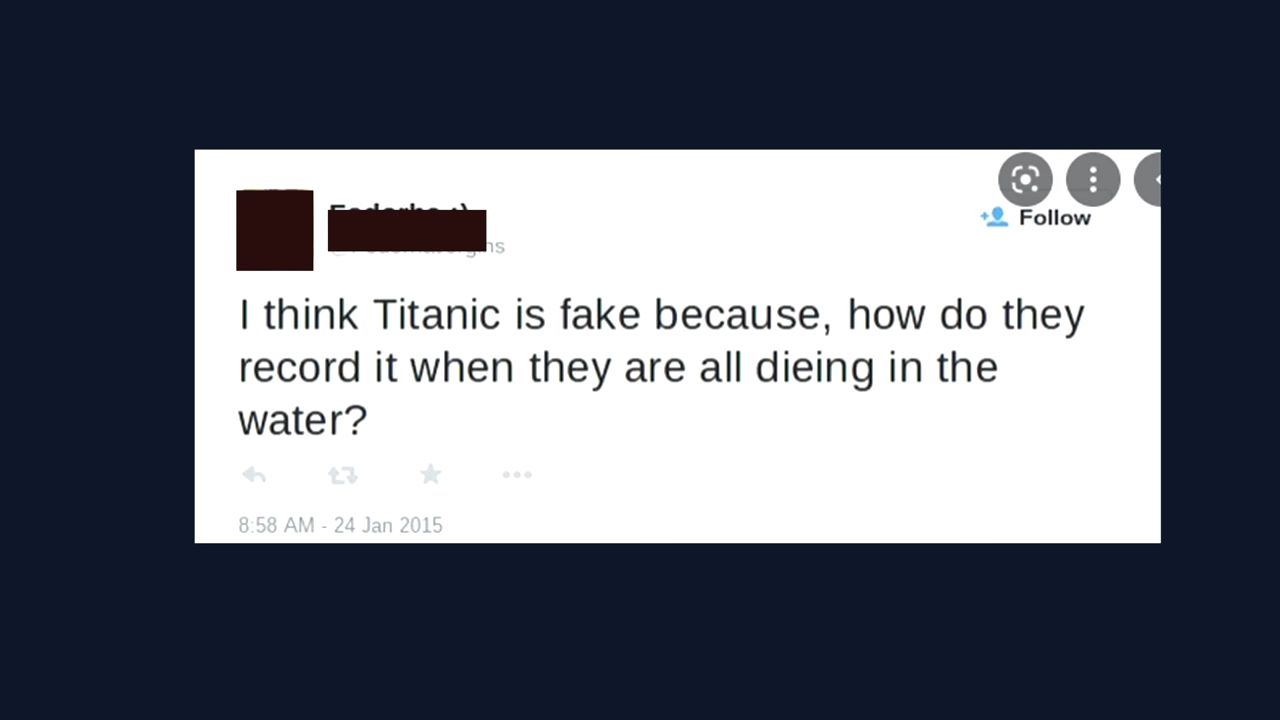 Follow
I think Titanic is fake because, how do they
record it when they are all dieing in the
water?
8:58 AM - 24 Jan 2015